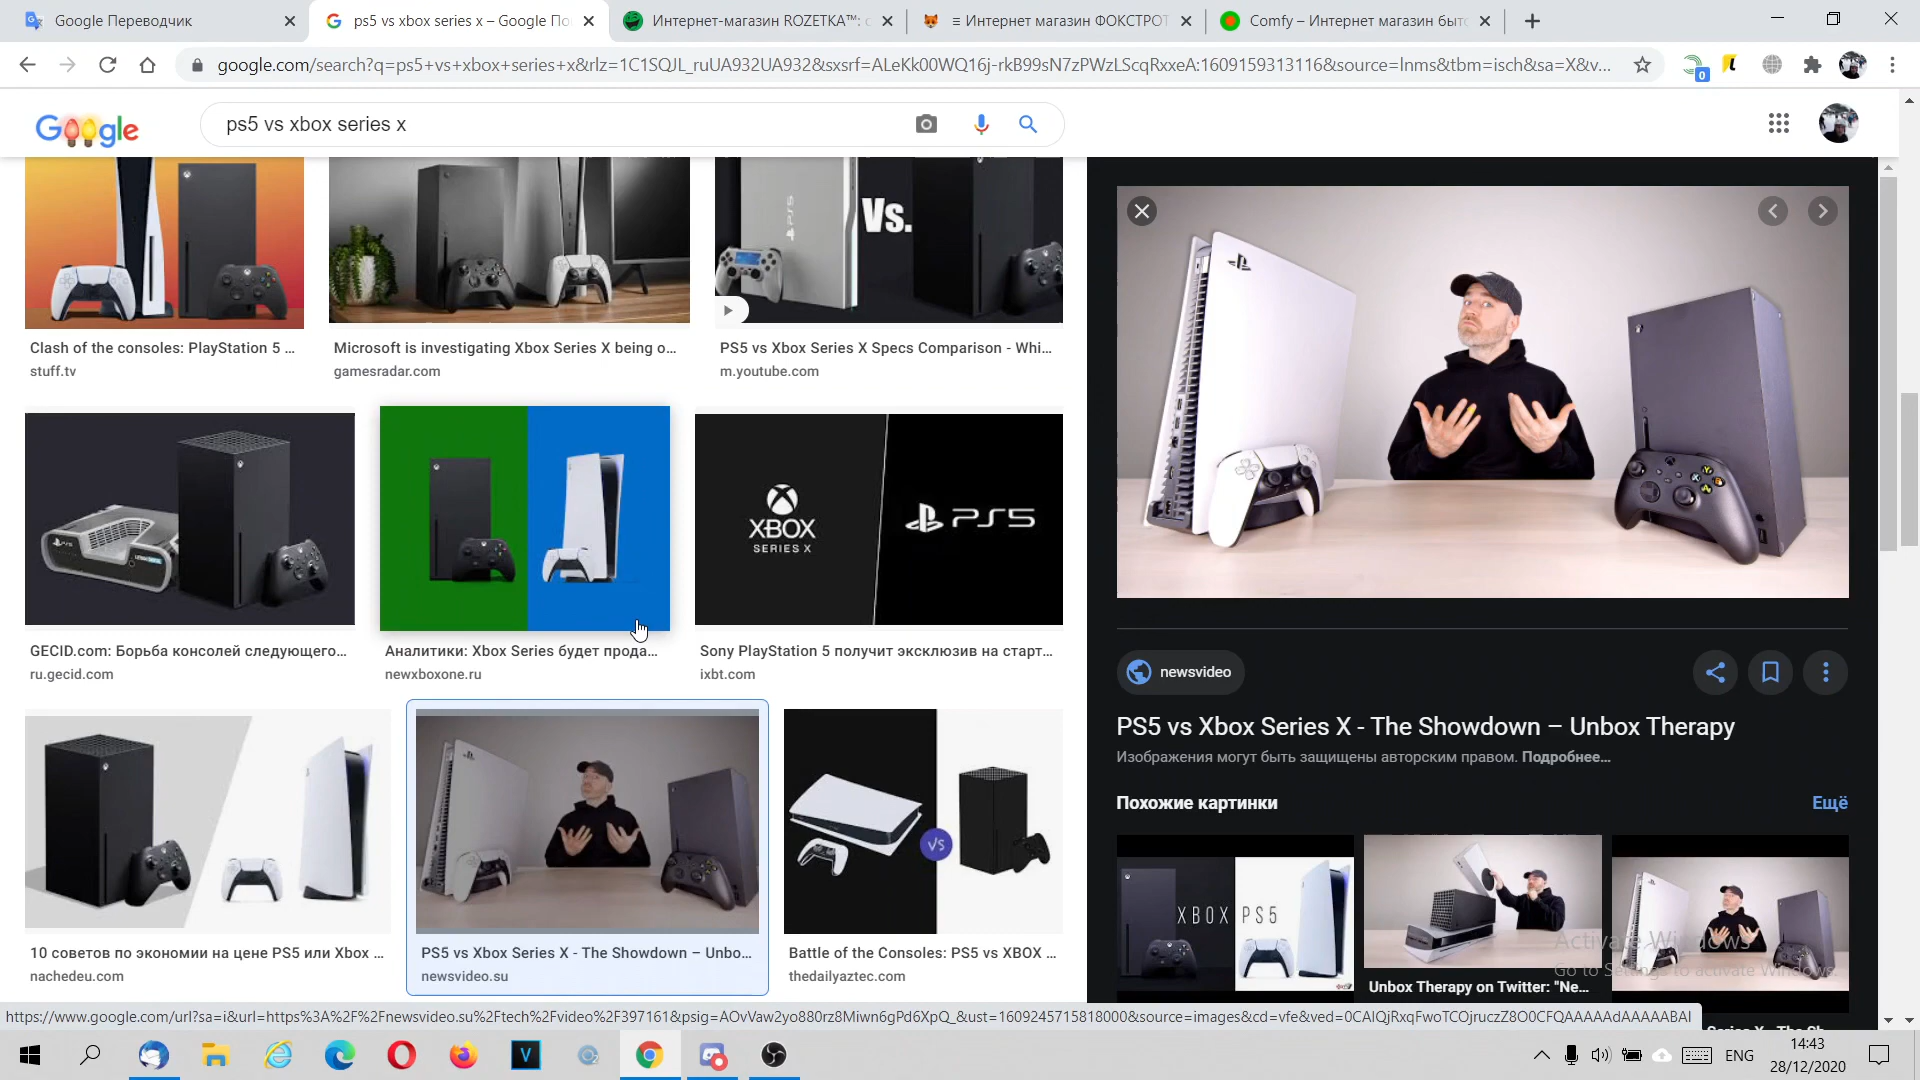 Google Переводчик
ps5 vs xbox series x – Google По
Интернет-магазин ROZETKA™: с
≡ Интернет магазин ФОКСТРОТ
Comfy – Интернет магазин быто
google.com/search?q=ps5+vs+xbox+series+x&rlz=1C1SQJL_ruUA932UA932&sxsrf=ALeKk00WQ16j-rkB99sN7zPWzLScqRxxeA:1609159313116&source=lnms&tbm=isch&sa=X&v...
0
Google
ps5 vs xbox series x
PS5
Vs.
Clash of the consoles: PlayStation 5 ...
stuff.tv
Microsoft is investigating Xbox Series X being o...
gamesradar.com
PS5 vs Xbox Series X Specs Comparison - Whi...
m.youtube.com
XBOX
SERIES X
PS5
GECID.com: Борьба консолей следующего...
ru.gecid.com
Аналитики: Xbox Series будет прода...
newxboxone.ru
Sony PlayStation 5 получит эксклюзив на старт...
ixbt.com
VS
10 советов по экономии на цене PS5 или Xbox ...
nachedeu.com
PS5 vs Xbox Series X - The Showdown – Unbo...
newsvideo.su
Battle of the Consoles: PS5 vs XBOX ...
thedailyaztec.com
newsvideo
PS5 vs Xbox Series X - The Showdown – Unbox Therapy
Изображения могут быть защищены авторским правом. Подробнее...
Похожие картинки
Ещё
XBOX PS5
Unbox Therapy on Twitter: "Ne...
Activate Windows
Go to Settings to activate Windows.
https://www.google.com/url?sa=i&url=https%3A%2F%2Fnewsvideo.su%2Ftech%2Fvideo%2F397161&psig=AOvVaw2yo880rz8Miwn6gPd6XpQ_&ust=1609245715818000&source=images&cd=vfe&ved=0CAIQjRxqFwoTCOjruczZ8O0CFQAAAAAdAAAAABAI
ENG
14:43
28/12/2020